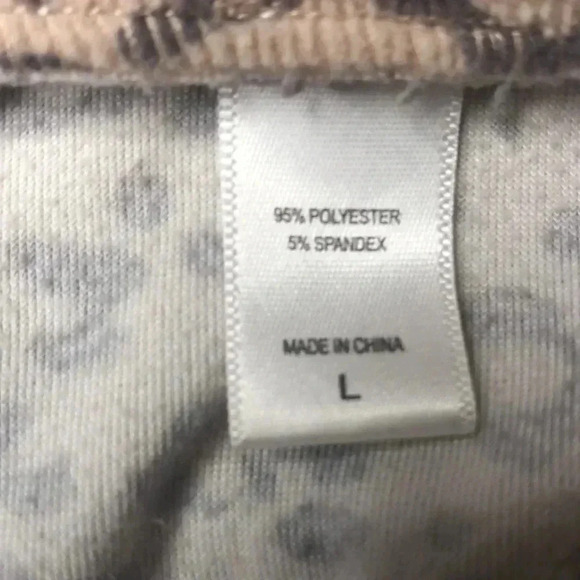 95% POLYESTER
5% SPANDEX
MADE IN CHINA
L